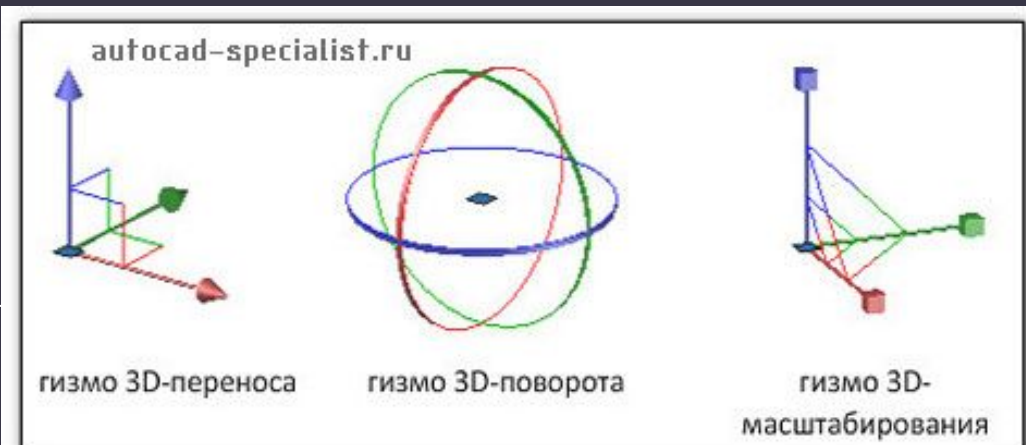 autocad-specialist.ru
гизмо 3D-переноса
гизмо 3D-поворота
гизмо 3D-
масштабирования